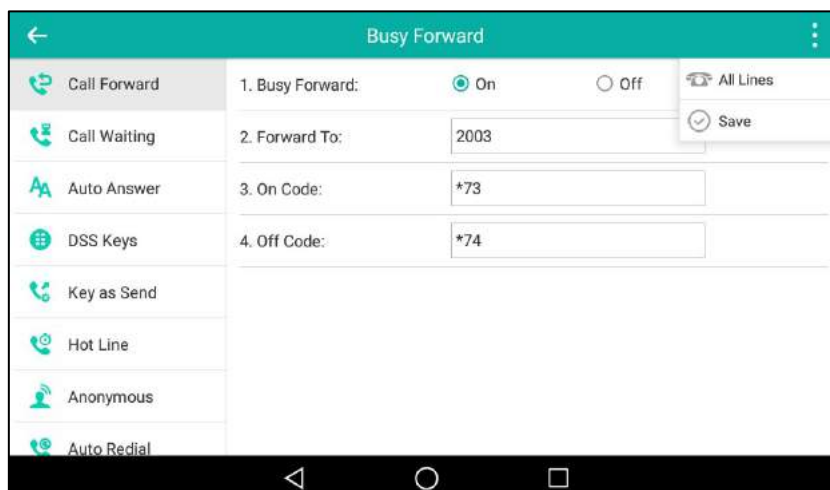 Busy Forward
Call Forward
Call Waiting
Auto Answer
DSS Keys
Key as Send
Hot Line
Anonymous
Auto Redial
1. Busy Forward: On Off
2. Forward To: 2003
3. On Code: *73
4. Off Code: *74
All Lines
Save